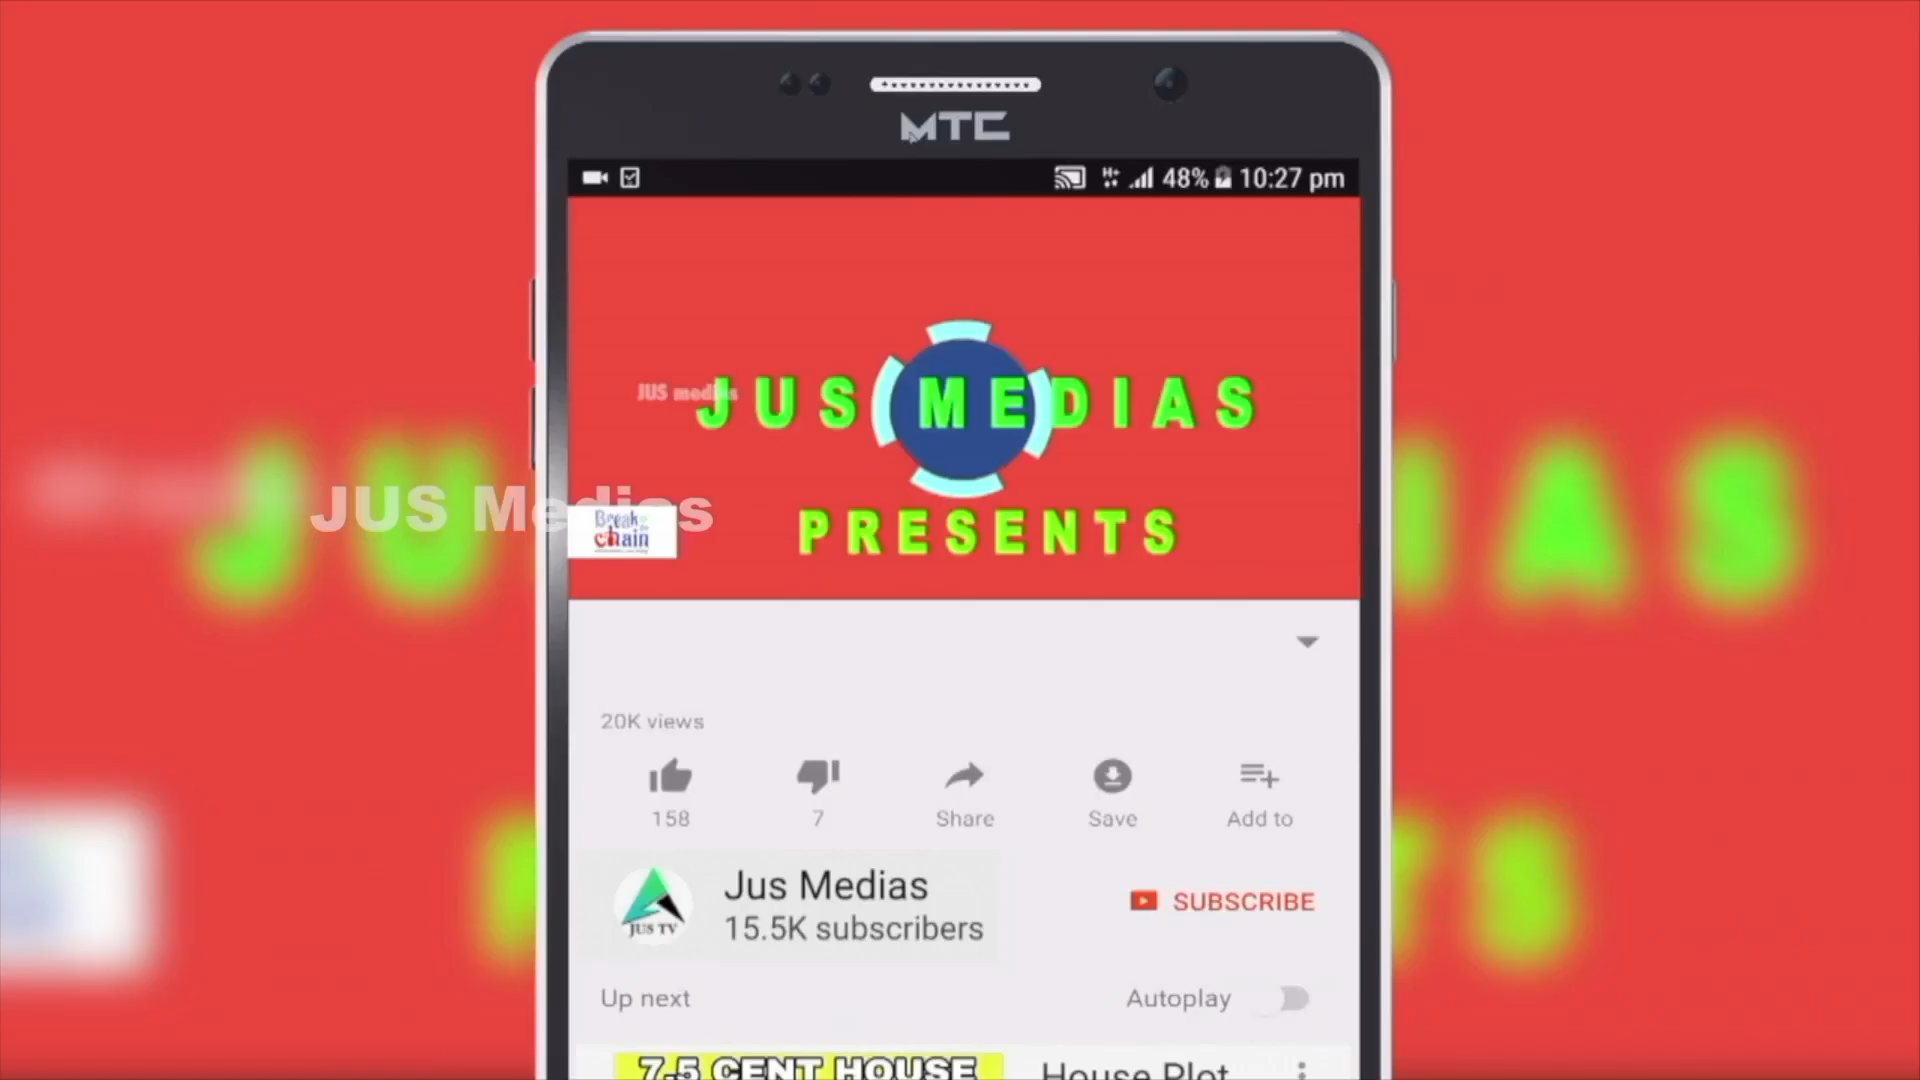 MTC
H+ 48% 10:27 pm
JUS medias
JUS MEDIAS
PRESENTS
JUS Medias
Break the
chain
20K views
158
7
Share
Save
Add to
Jus Medias
15.5K subscribers
JUS TV
SUBSCRIBE
Up next
Autoplay
7.5 CENT HOUSE
House Plot